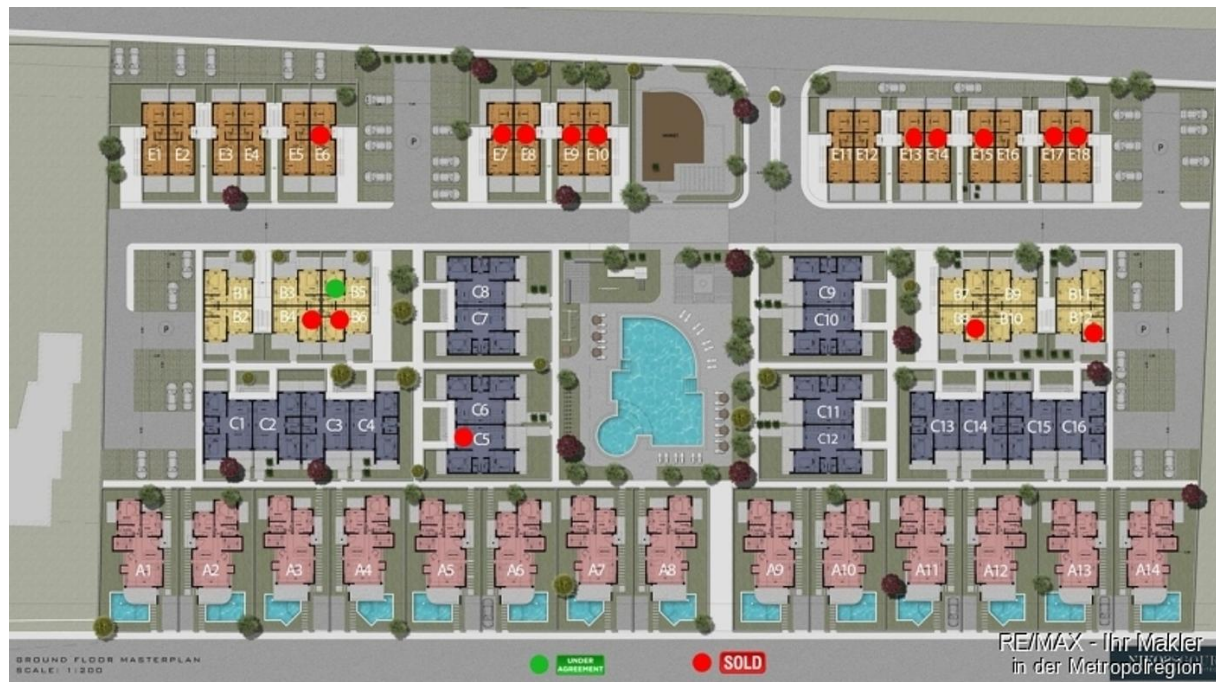 E1 E2 E3 E4 E5 E6 E7 E8 E9 E10 E11 E12 E13 E14 E15 E16 E17 E18
MARKET
P
P
B1 B3 B5 B7 B9 B11
B2 B4 B6 B8 B10 B12
C8 C9
C7 C10
P
P
C6 C11
C1 C2 C3 C4 C5 C12 C13 C14 C15 C16
A1 A2 A3 A4 A5 A6 A7 A8 A9 A10 A11 A12 A13 A14
GROUND FLOOR MASTERPLAN
SCALE: 1:200
UNDER
AGREEMENT
SOLD
RE/MAX - Ihr Makler
in der Metropolregion